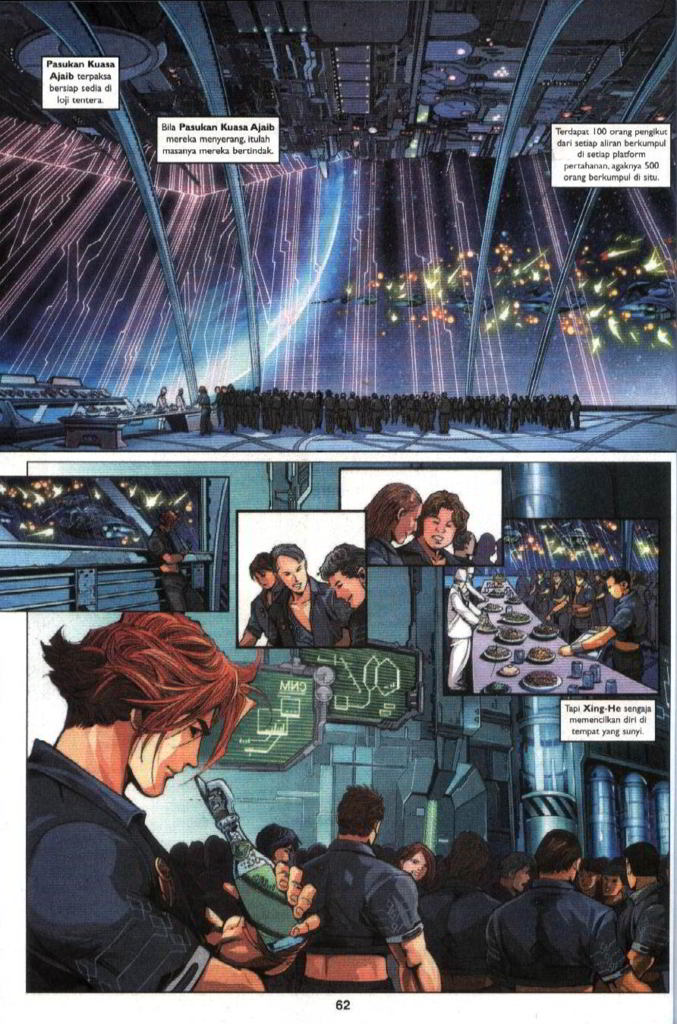 Pasukan Kuasa
Ajaib terpaksa
bersiap sedia di
loji tentera.
Bila Pasukan Kuasa Ajaib
mereka menyerang, itulah
masanya mereka bertindak.
Terdapat 100 orang pengikut
dari setiap aliran berkumpul
di setiap platform
pertahanan, agaknya 500
orang berkumpul di situ.
Tapi Xing-He sengaja
memencilkan diri di
tempat yang sunyi.
62